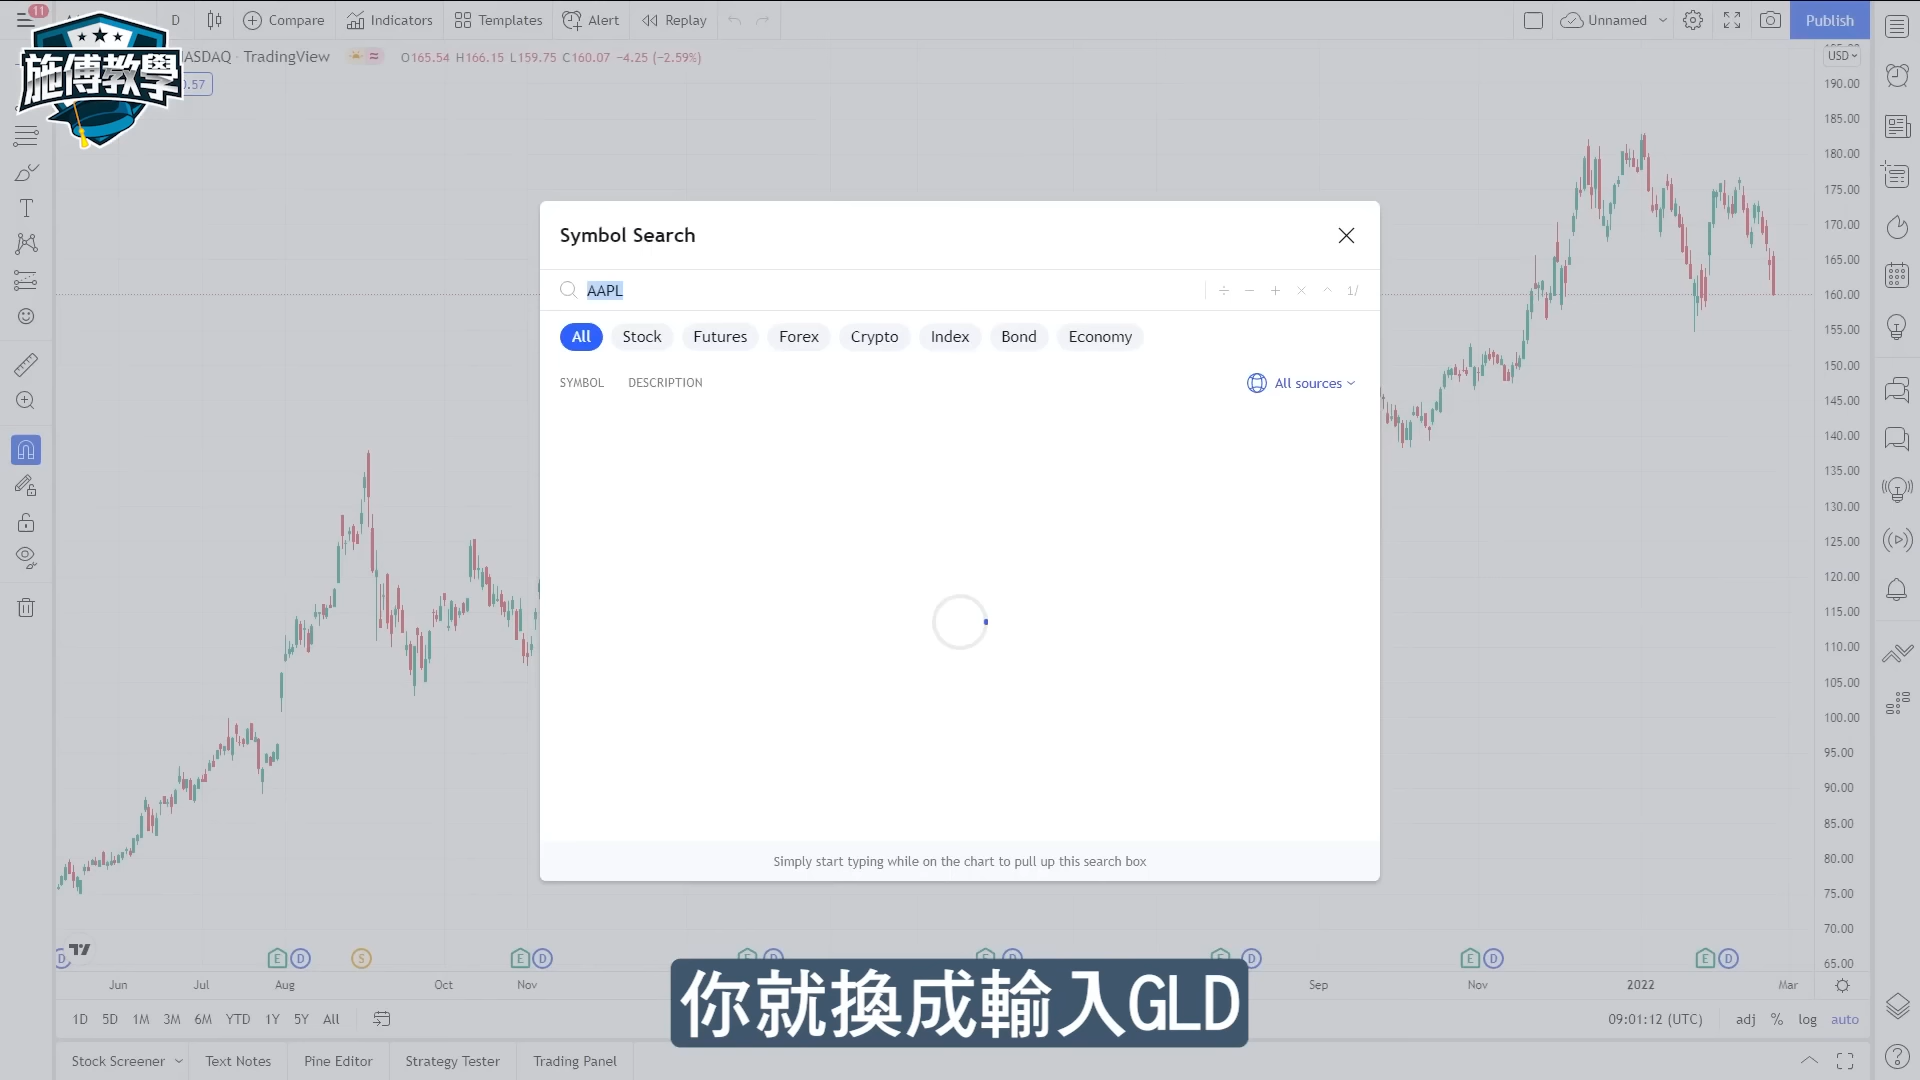 11
D
Compare
Indicators
Templates
Alert
Replay
Unnamed
Publish
施傅教學
NASDAQ · TradingView
O165.54 H166.15 L159.75 C160.07 −4.25 (−2.59%)
0.57
USD
190.00
185.00
180.00
175.00
170.00
165.00
160.00
155.00
150.00
145.00
140.00
135.00
130.00
125.00
120.00
115.00
110.00
105.00
100.00
95.00
90.00
85.00
80.00
75.00
70.00
65.00
Symbol Search
AAPL
÷ − + × ^ 1/
All
Stock
Futures
Forex
Crypto
Index
Bond
Economy
SYMBOL
DESCRIPTION
All sources
Simply start typing while on the chart to pull up this search box
D
E D
S
E D
E D
E D
E D
E D
E D
Jun
Jul
Aug
Oct
Nov
Sep
Nov
2022
Mar
你就換成輸入GLD
1D 5D 1M 3M 6M YTD 1Y 5Y All
09:01:12 (UTC)
adj % log auto
Stock Screener
Text Notes
Pine Editor
Strategy Tester
Trading Panel